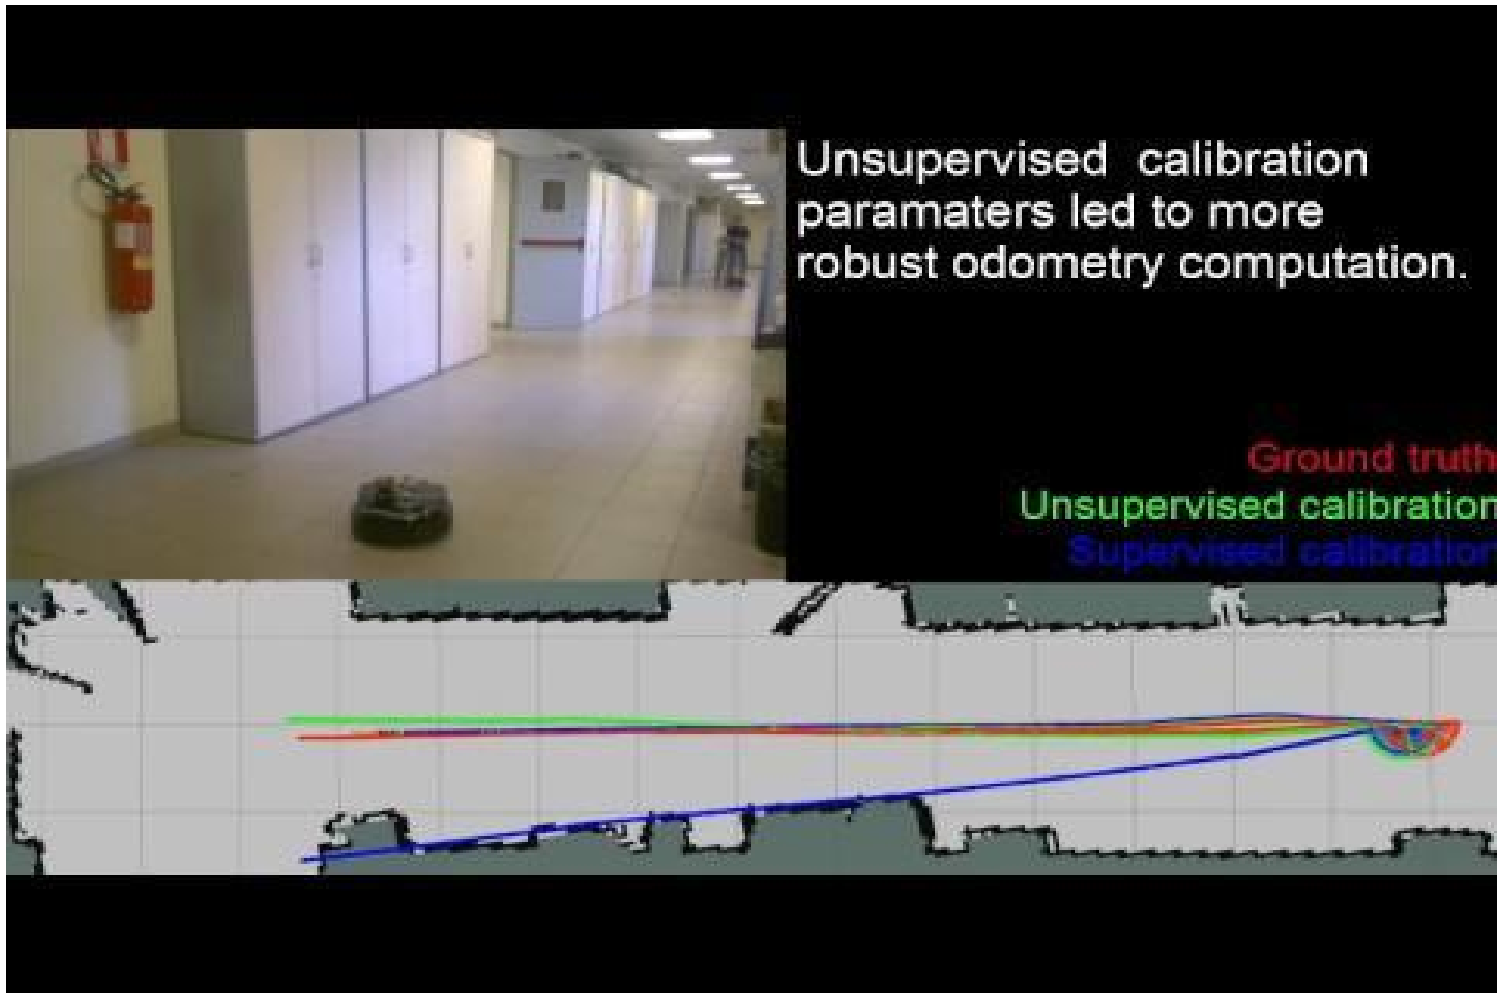 Unsupervised calibration
paramaters led to more
robust odometry computation.
Ground truth
Unsupervised calibration
Supervised calibration